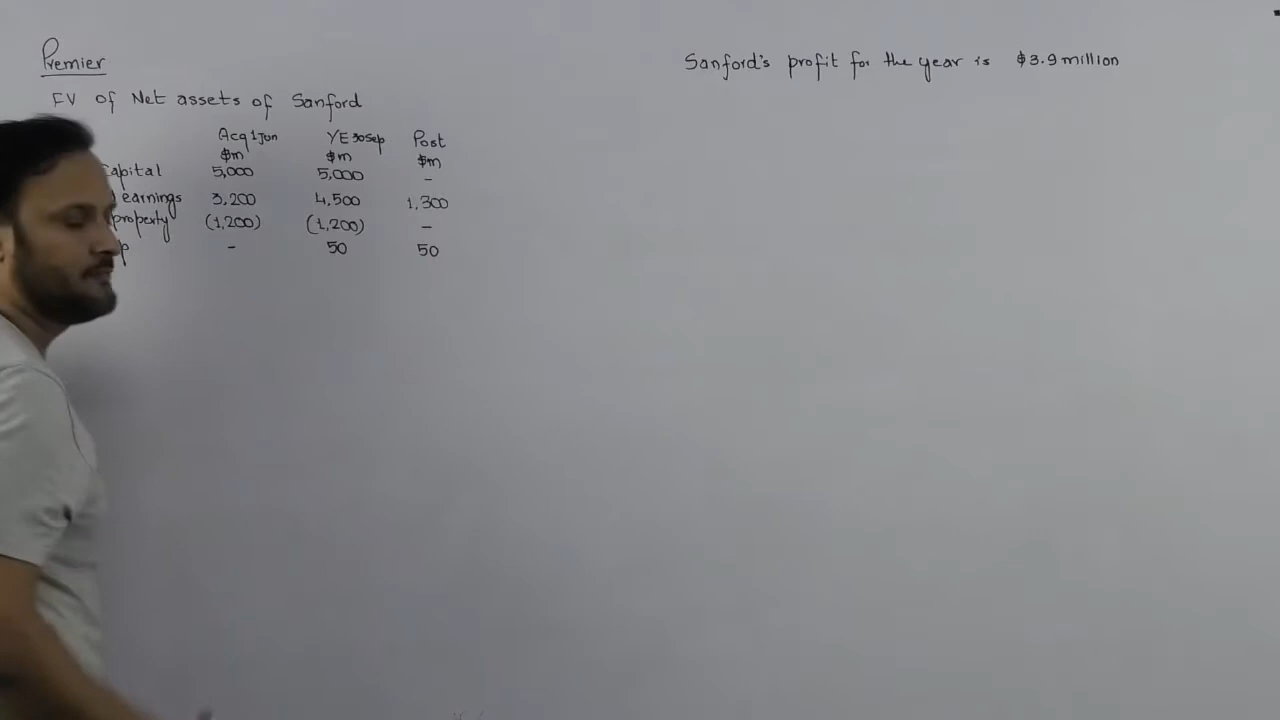 Premier
Sanford's profit for the year is $3.9 million
FV of Net assets of Sanford
Acq 1 Jun YE 30 Sep Post
$m $m $m
Capital 5,000 5,000 -
earnings 3,200 4,500 1,300
property (1,200) (1,200) -
- 50 50